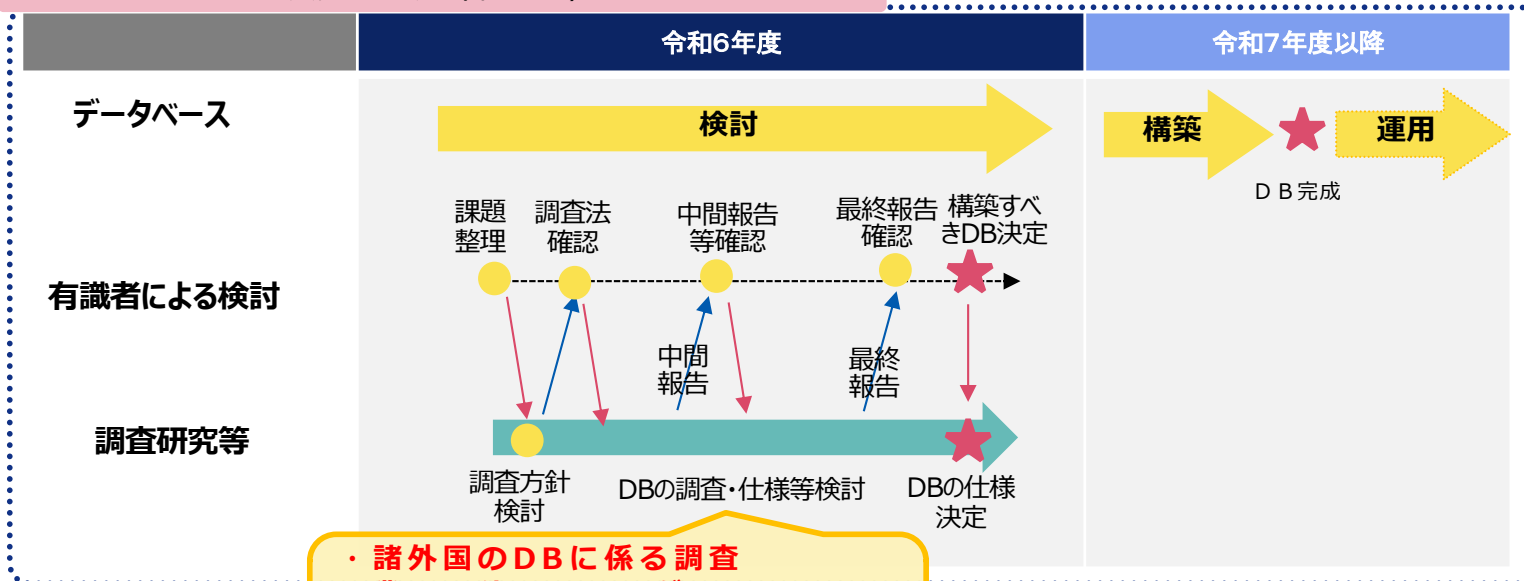 令和6年度
令和7年度以降
データベース
検討
構築
運用
DB完成
課題
整理
調査法
確認
中間報告
等確認
最終報告
確認
構築すべ
きDB決定
有識者による検討
中間
報告
最終
報告
調査研究等
調査方針
検討
DBの調査・仕様等検討
DBの仕様
決定
・諸外国のDBに係る調査